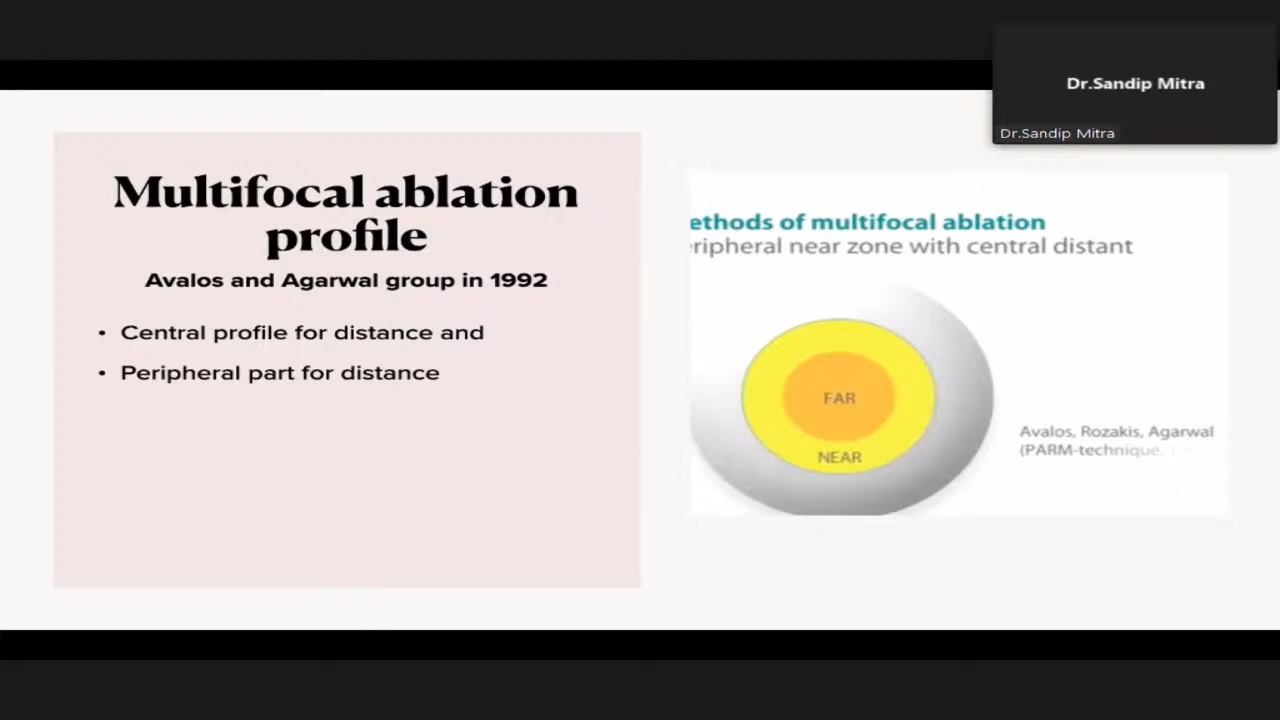 Multifocal ablation
profile
Avalos and Agarwal group in 1992
• Central profile for distance and
• Peripheral part for distance
ethods of multifocal ablation
ripheral near zone with central distant
FAR
NEAR
Avalos, Rozakis, Agarwal
(PARM-technique,
Dr.Sandip Mitra
Dr.Sandip Mitra